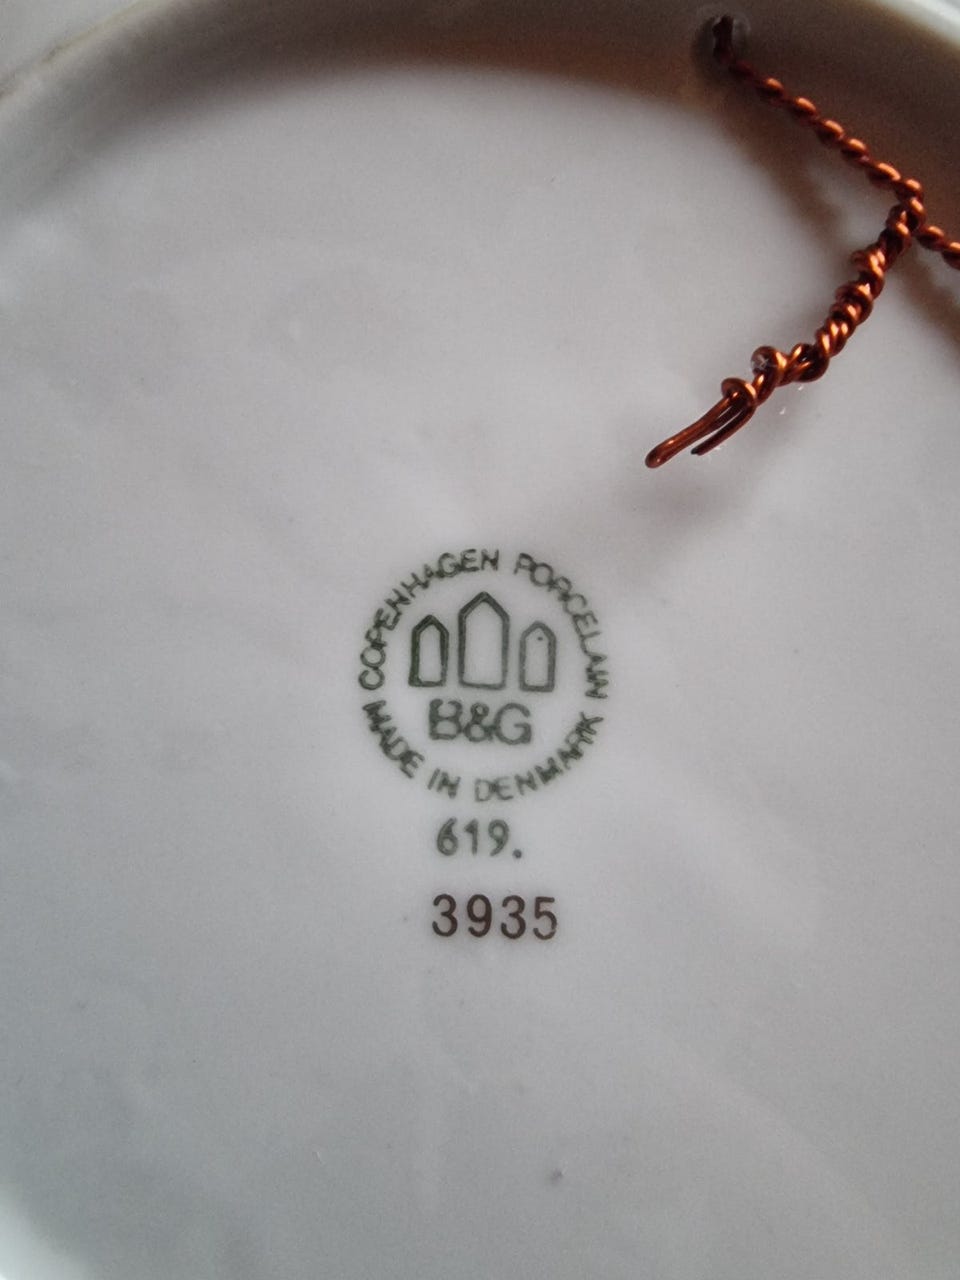 COPENHAGEN PORCELAIN
B&G
MADE IN DENMARK
619.
3935